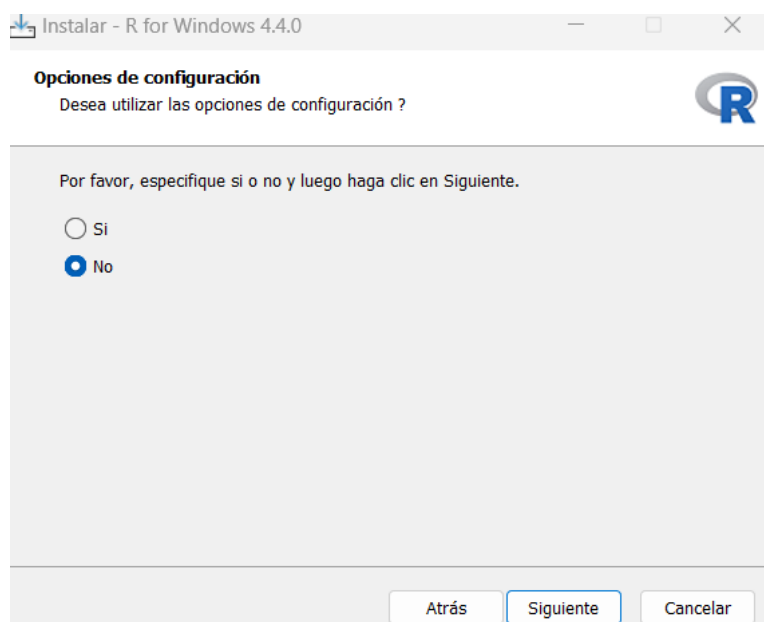 Instalar - R for Windows 4.4.0
Opciones de configuración
Desea utilizar las opciones de configuración ?
R
Por favor, especifique si o no y luego haga clic en Siguiente.
Si
No
Atrás Siguiente Cancelar